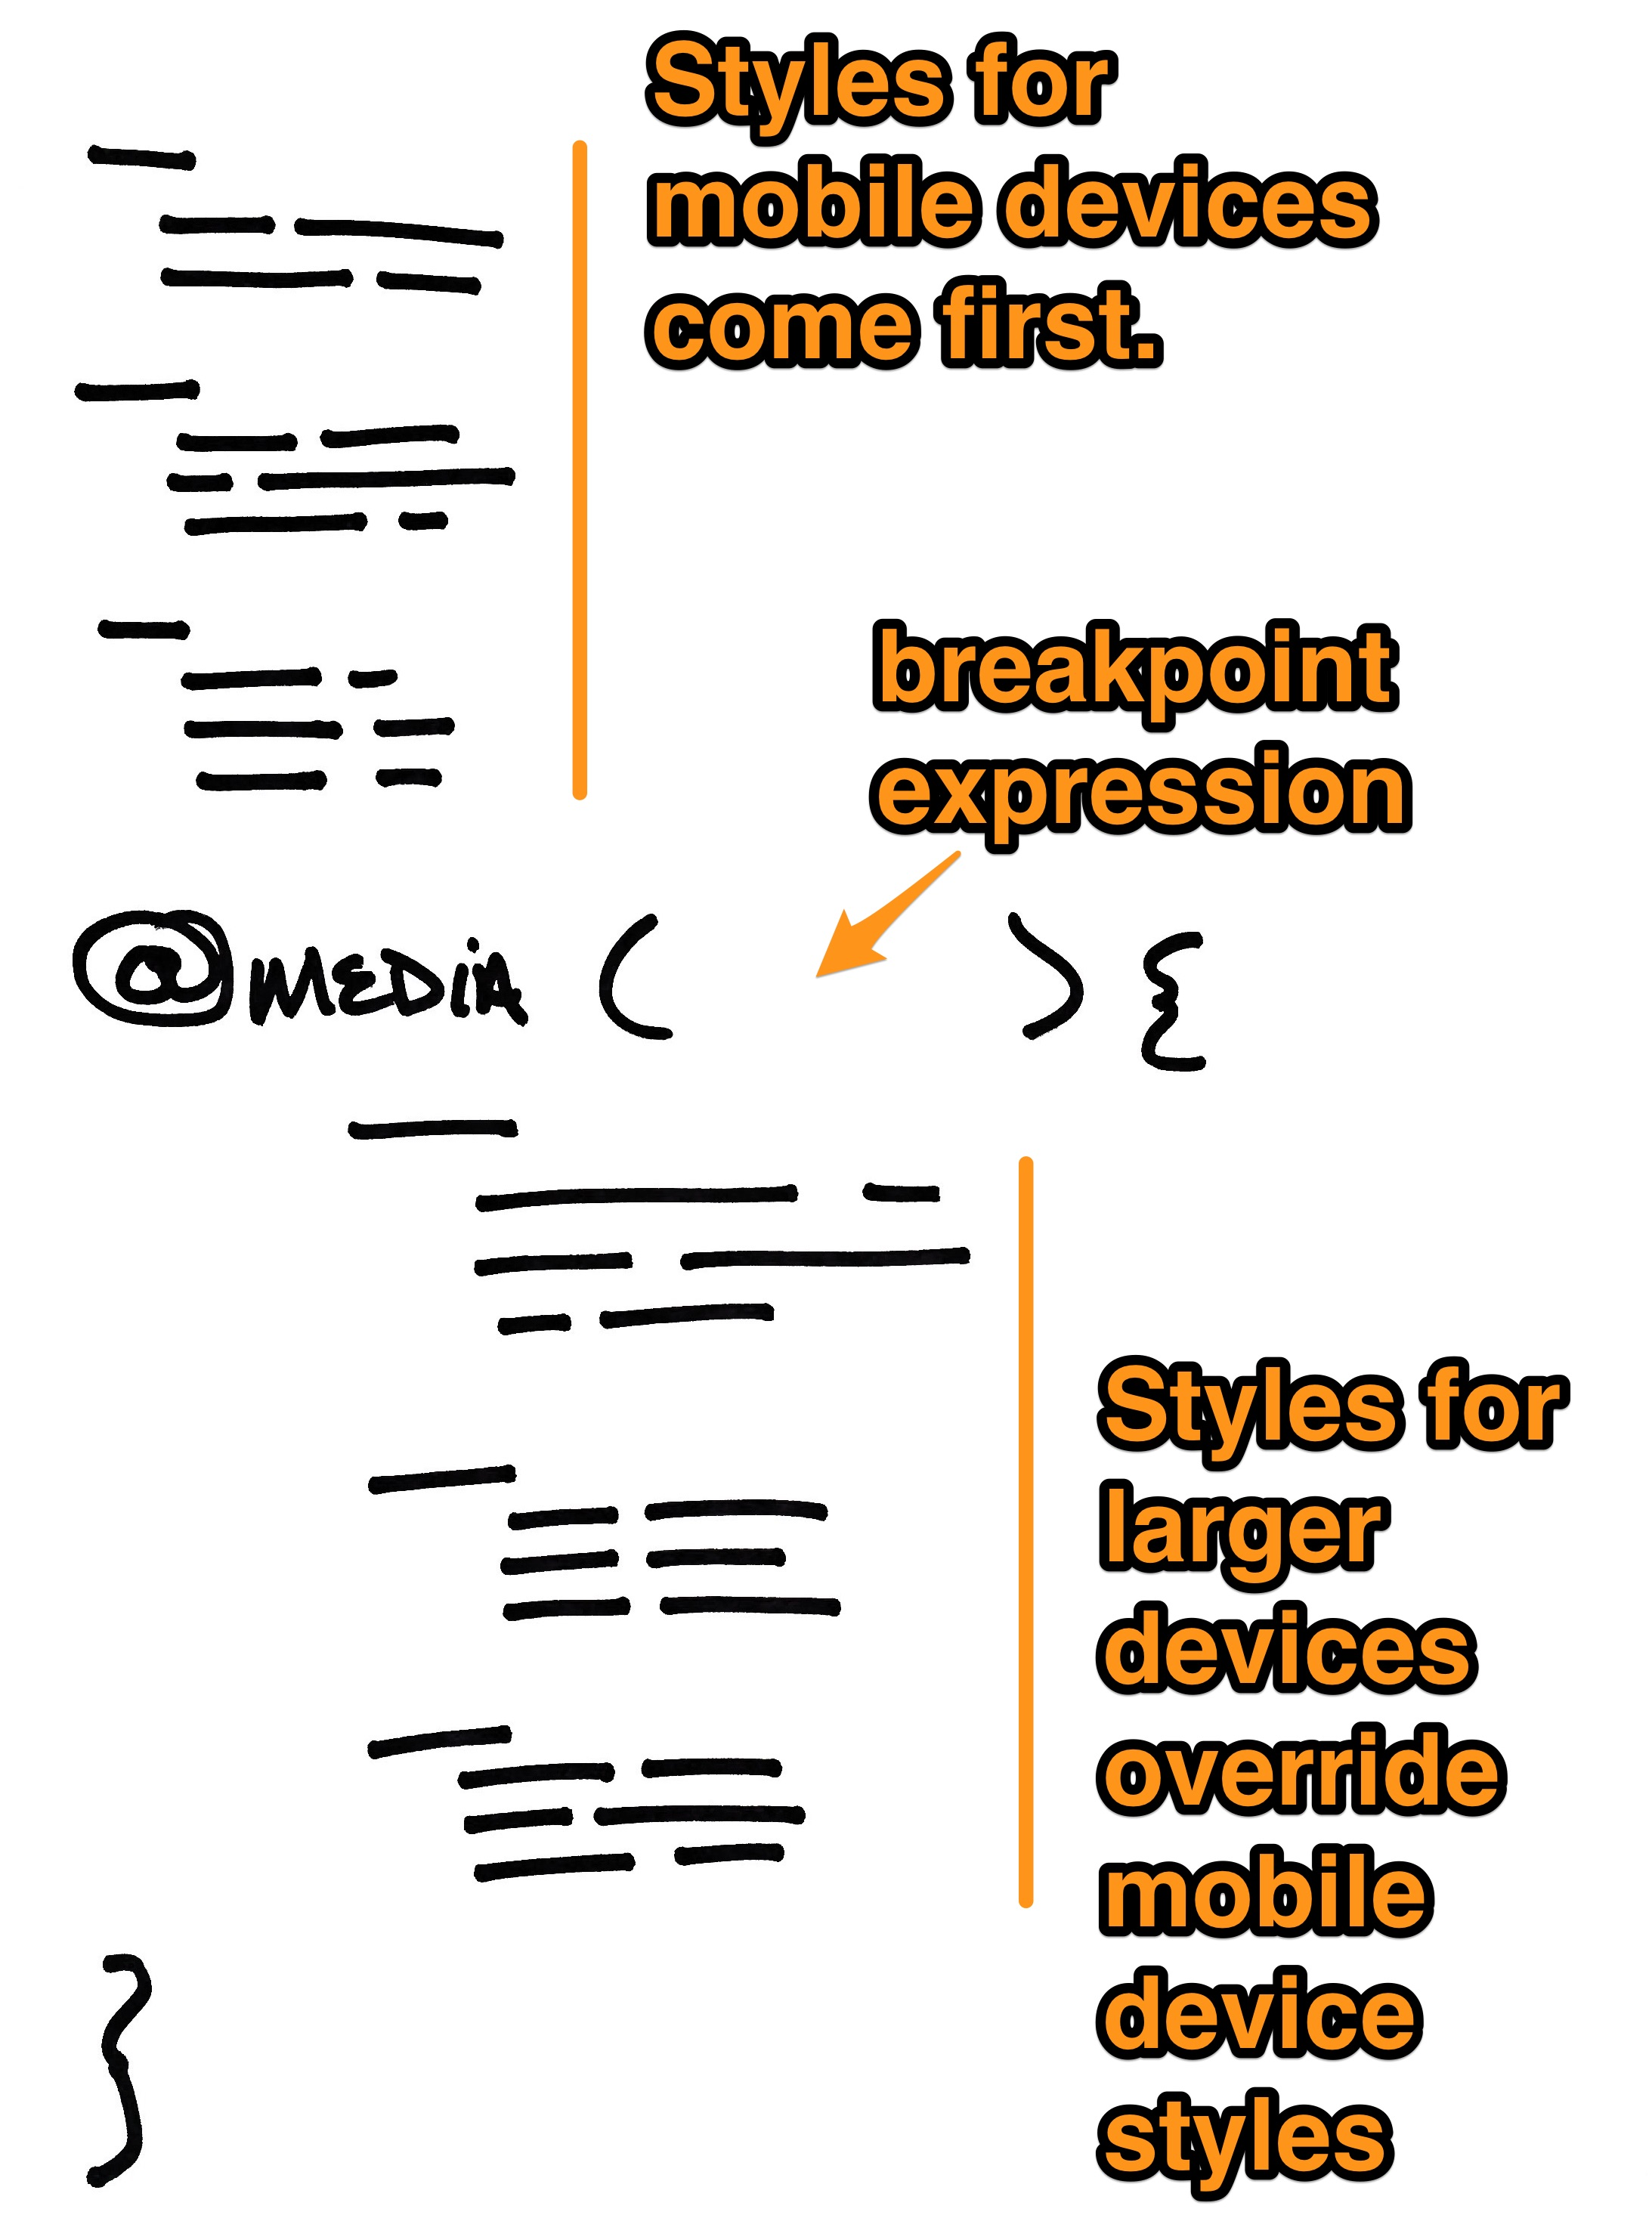 Styles for
mobile devices
come first.
breakpoint
expression
@MEDiA ( ) {
Styles for
larger
devices
override
mobile
device
styles
}